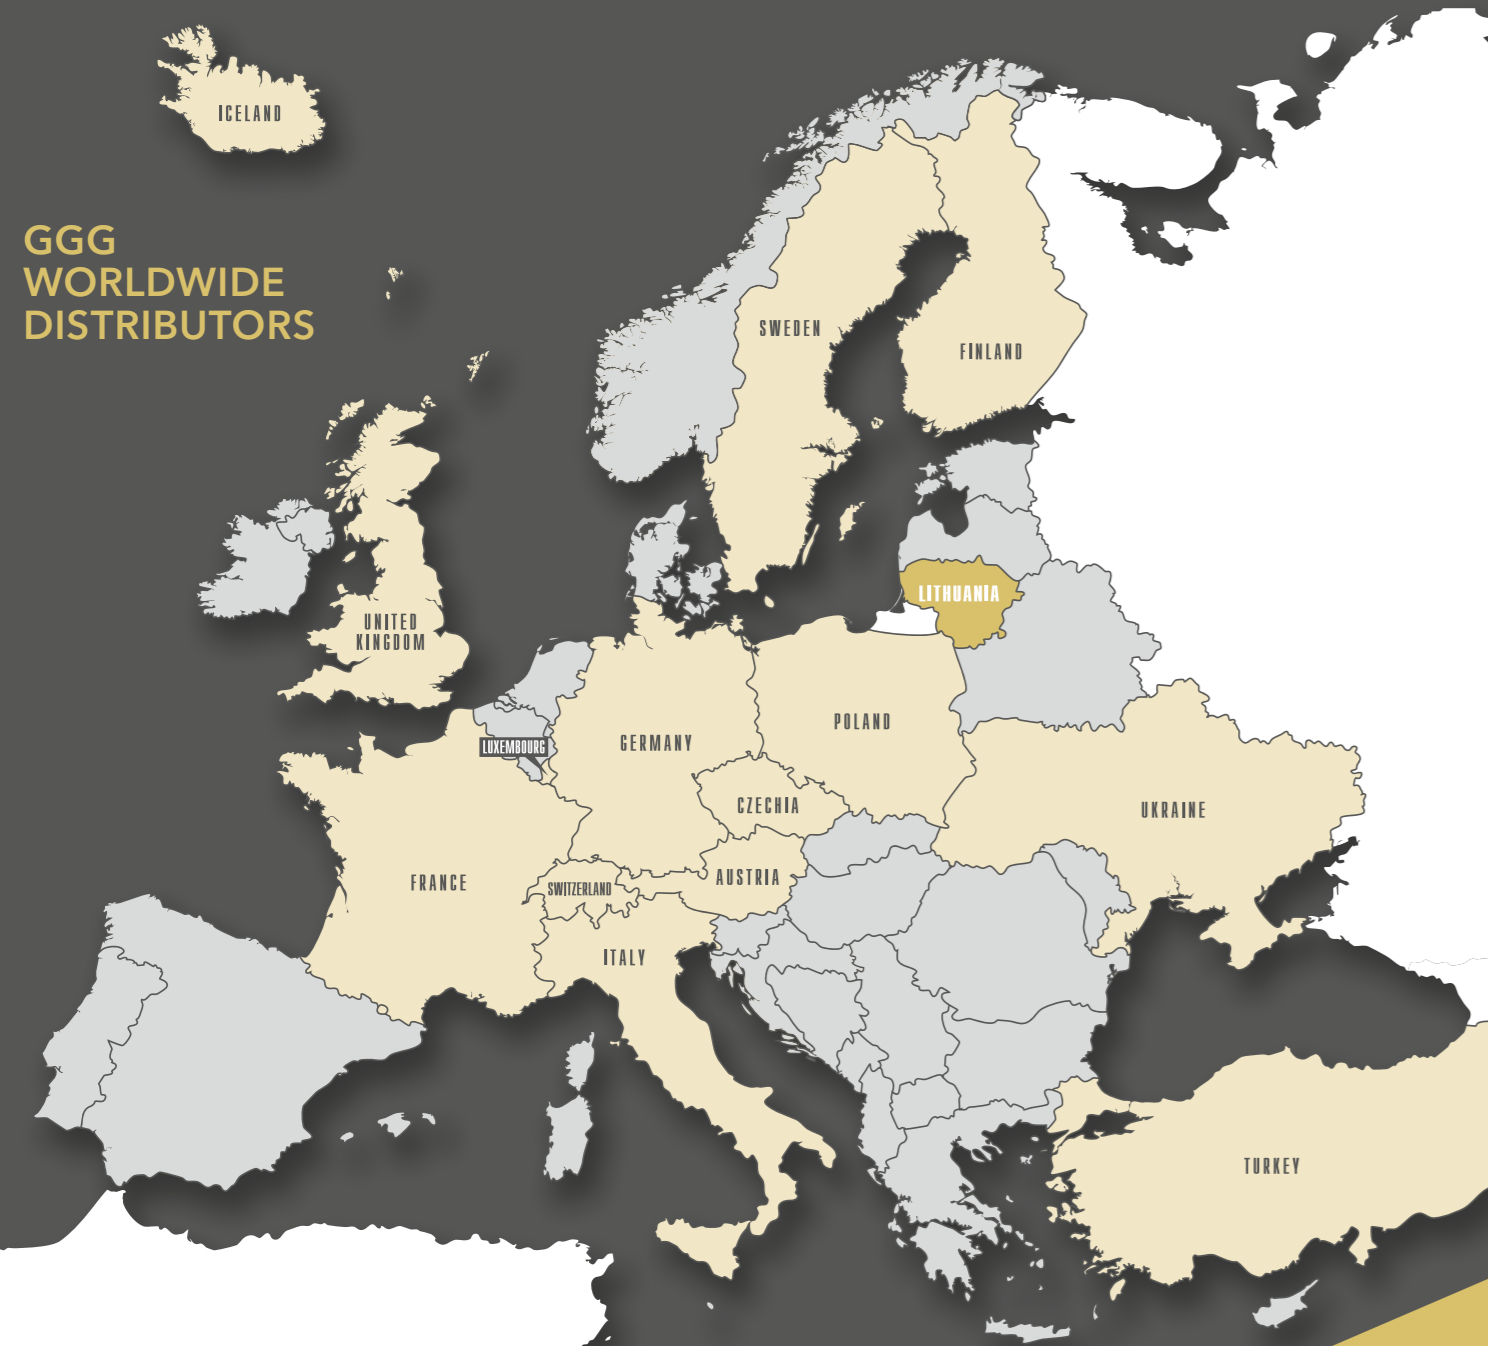 ICELAND
GGG
WORLDWIDE
DISTRIBUTORS
SWEDEN
FINLAND
LITHUANIA
UNITED
KINGDOM
POLAND
GERMANY
LUXEMBOURG
CZECHIA
UKRAINE
AUSTRIA
FRANCE
SWITZERLAND
ITALY
TURKEY